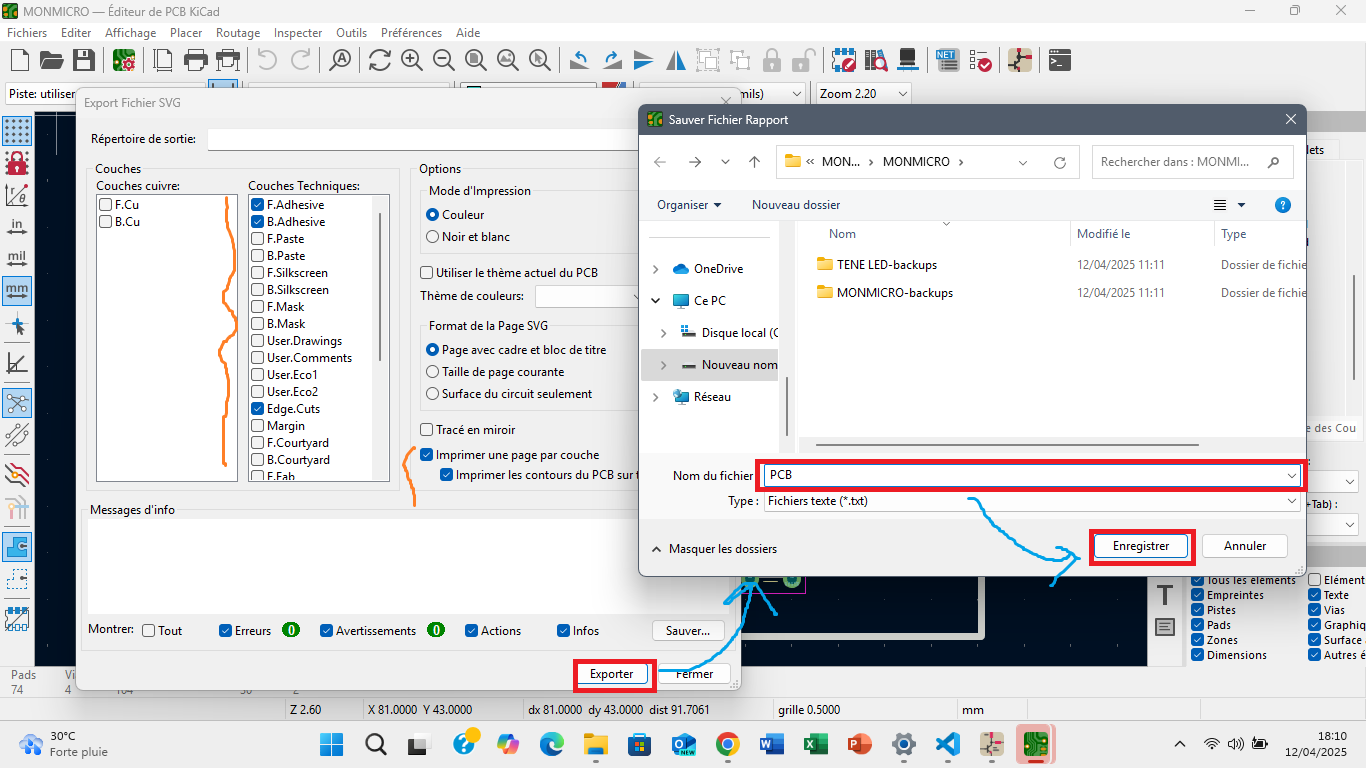 MONMICRO — Éditeur de PCB KiCad
Fichiers Editer Affichage Placer Routage Inspecter Outils Préférences Aide
NET
Piste: utiliser
mils)
Zoom 2.20
Export Fichier SVG
Répertoire de sortie:
Couches
Couches cuivre:
F.Cu
B.Cu
Couches Techniques:
F.Adhesive
B.Adhesive
F.Paste
B.Paste
F.Silkscreen
B.Silkscreen
F.Mask
B.Mask
User.Drawings
User.Comments
User.Eco1
User.Eco2
Edge.Cuts
Margin
F.Courtyard
B.Courtyard
F.Fab
Options
Mode d'Impression
Couleur
Noir et blanc
Utiliser le thème actuel du PCB
Thème de couleurs:
Format de la Page SVG
Page avec cadre et bloc de titre
Taille de page courante
Surface du circuit seulement
Tracé en miroir
Imprimer une page par couche
Imprimer les contours du PCB sur t
Messages d'info
Montrer: Tout Erreurs 0 Avertissements 0 Actions Infos Sauver...
Exporter Fermer
Sauver Fichier Rapport
« MON... › MONMICRO ›
Rechercher dans : MONMI...
Organiser Nouveau dossier
?
OneDrive
Ce PC
Disque local (C
Nouveau nom
Réseau
Nom Modifié le Type
TENE LED-backups 12/04/2025 11:11 Dossier de fichie
MONMICRO-backups 12/04/2025 11:11 Dossier de fichie
Nom du fichier PCB
Type : Fichiers texte (*.txt)
Masquer les dossiers
Enregistrer Annuler
in
mil
mm
lets
e des Cou
+Tab) :
Tous les éléments Elément
Empreintes Texte
Pistes Vias
Pads Graphiq
Zones Surface
Dimensions Autres é
T
Pads Vi
74 4
Z 2.60 X 81.0000 Y 43.0000 dx 81.0000 dy 43.0000 dist 91.7061 grille 0.5000 mm
30°C
Forte pluie
NEW
18:10
12/04/2025